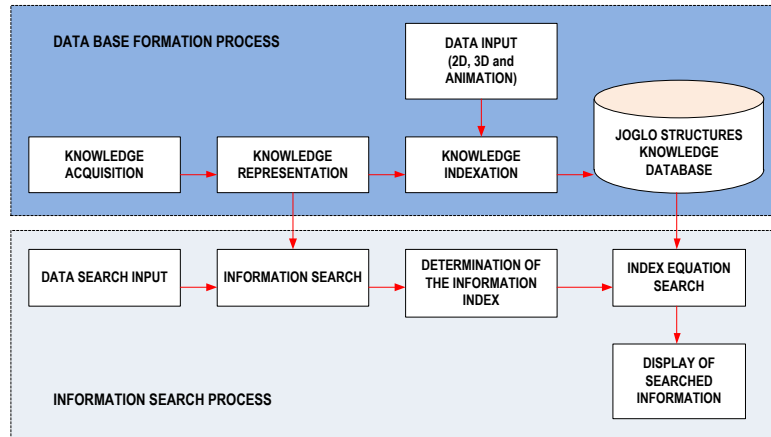 DATA BASE FORMATION PROCESS
DATA INPUT
(2D, 3D and
ANIMATION)
JOGLO STRUCTURES
KNOWLEDGE
DATABASE
KNOWLEDGE
ACQUISITION
KNOWLEDGE
REPRESENTATION
KNOWLEDGE
INDEXATION
DATA SEARCH INPUT
INFORMATION SEARCH
DETERMINATION OF
THE INFORMATION
INDEX
INDEX EQUATION
SEARCH
DISPLAY OF
SEARCHED
INFORMATION
INFORMATION SEARCH PROCESS